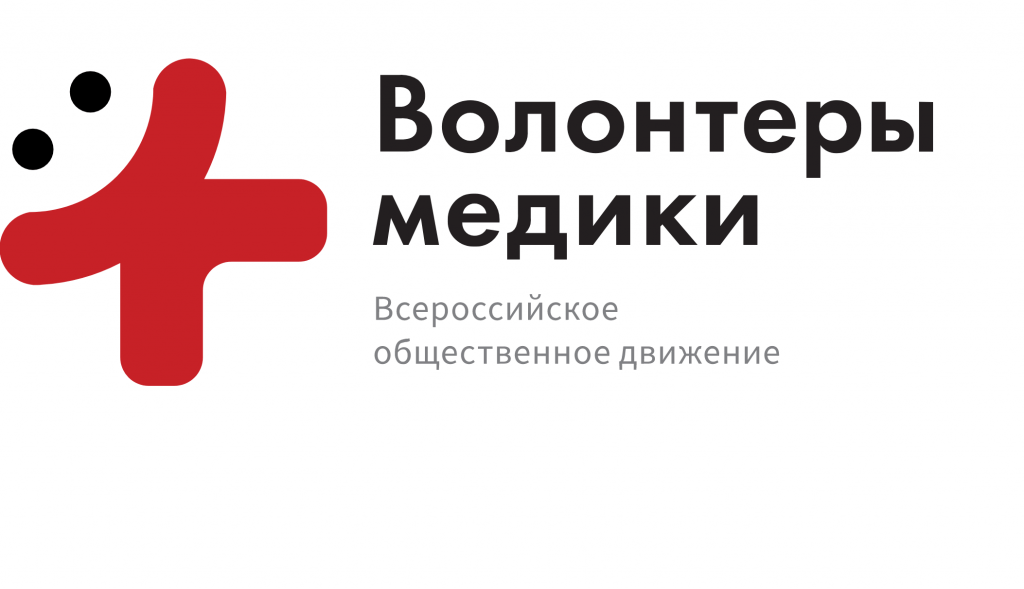 Волонтеры
медики
Всероссийское
общественное движение